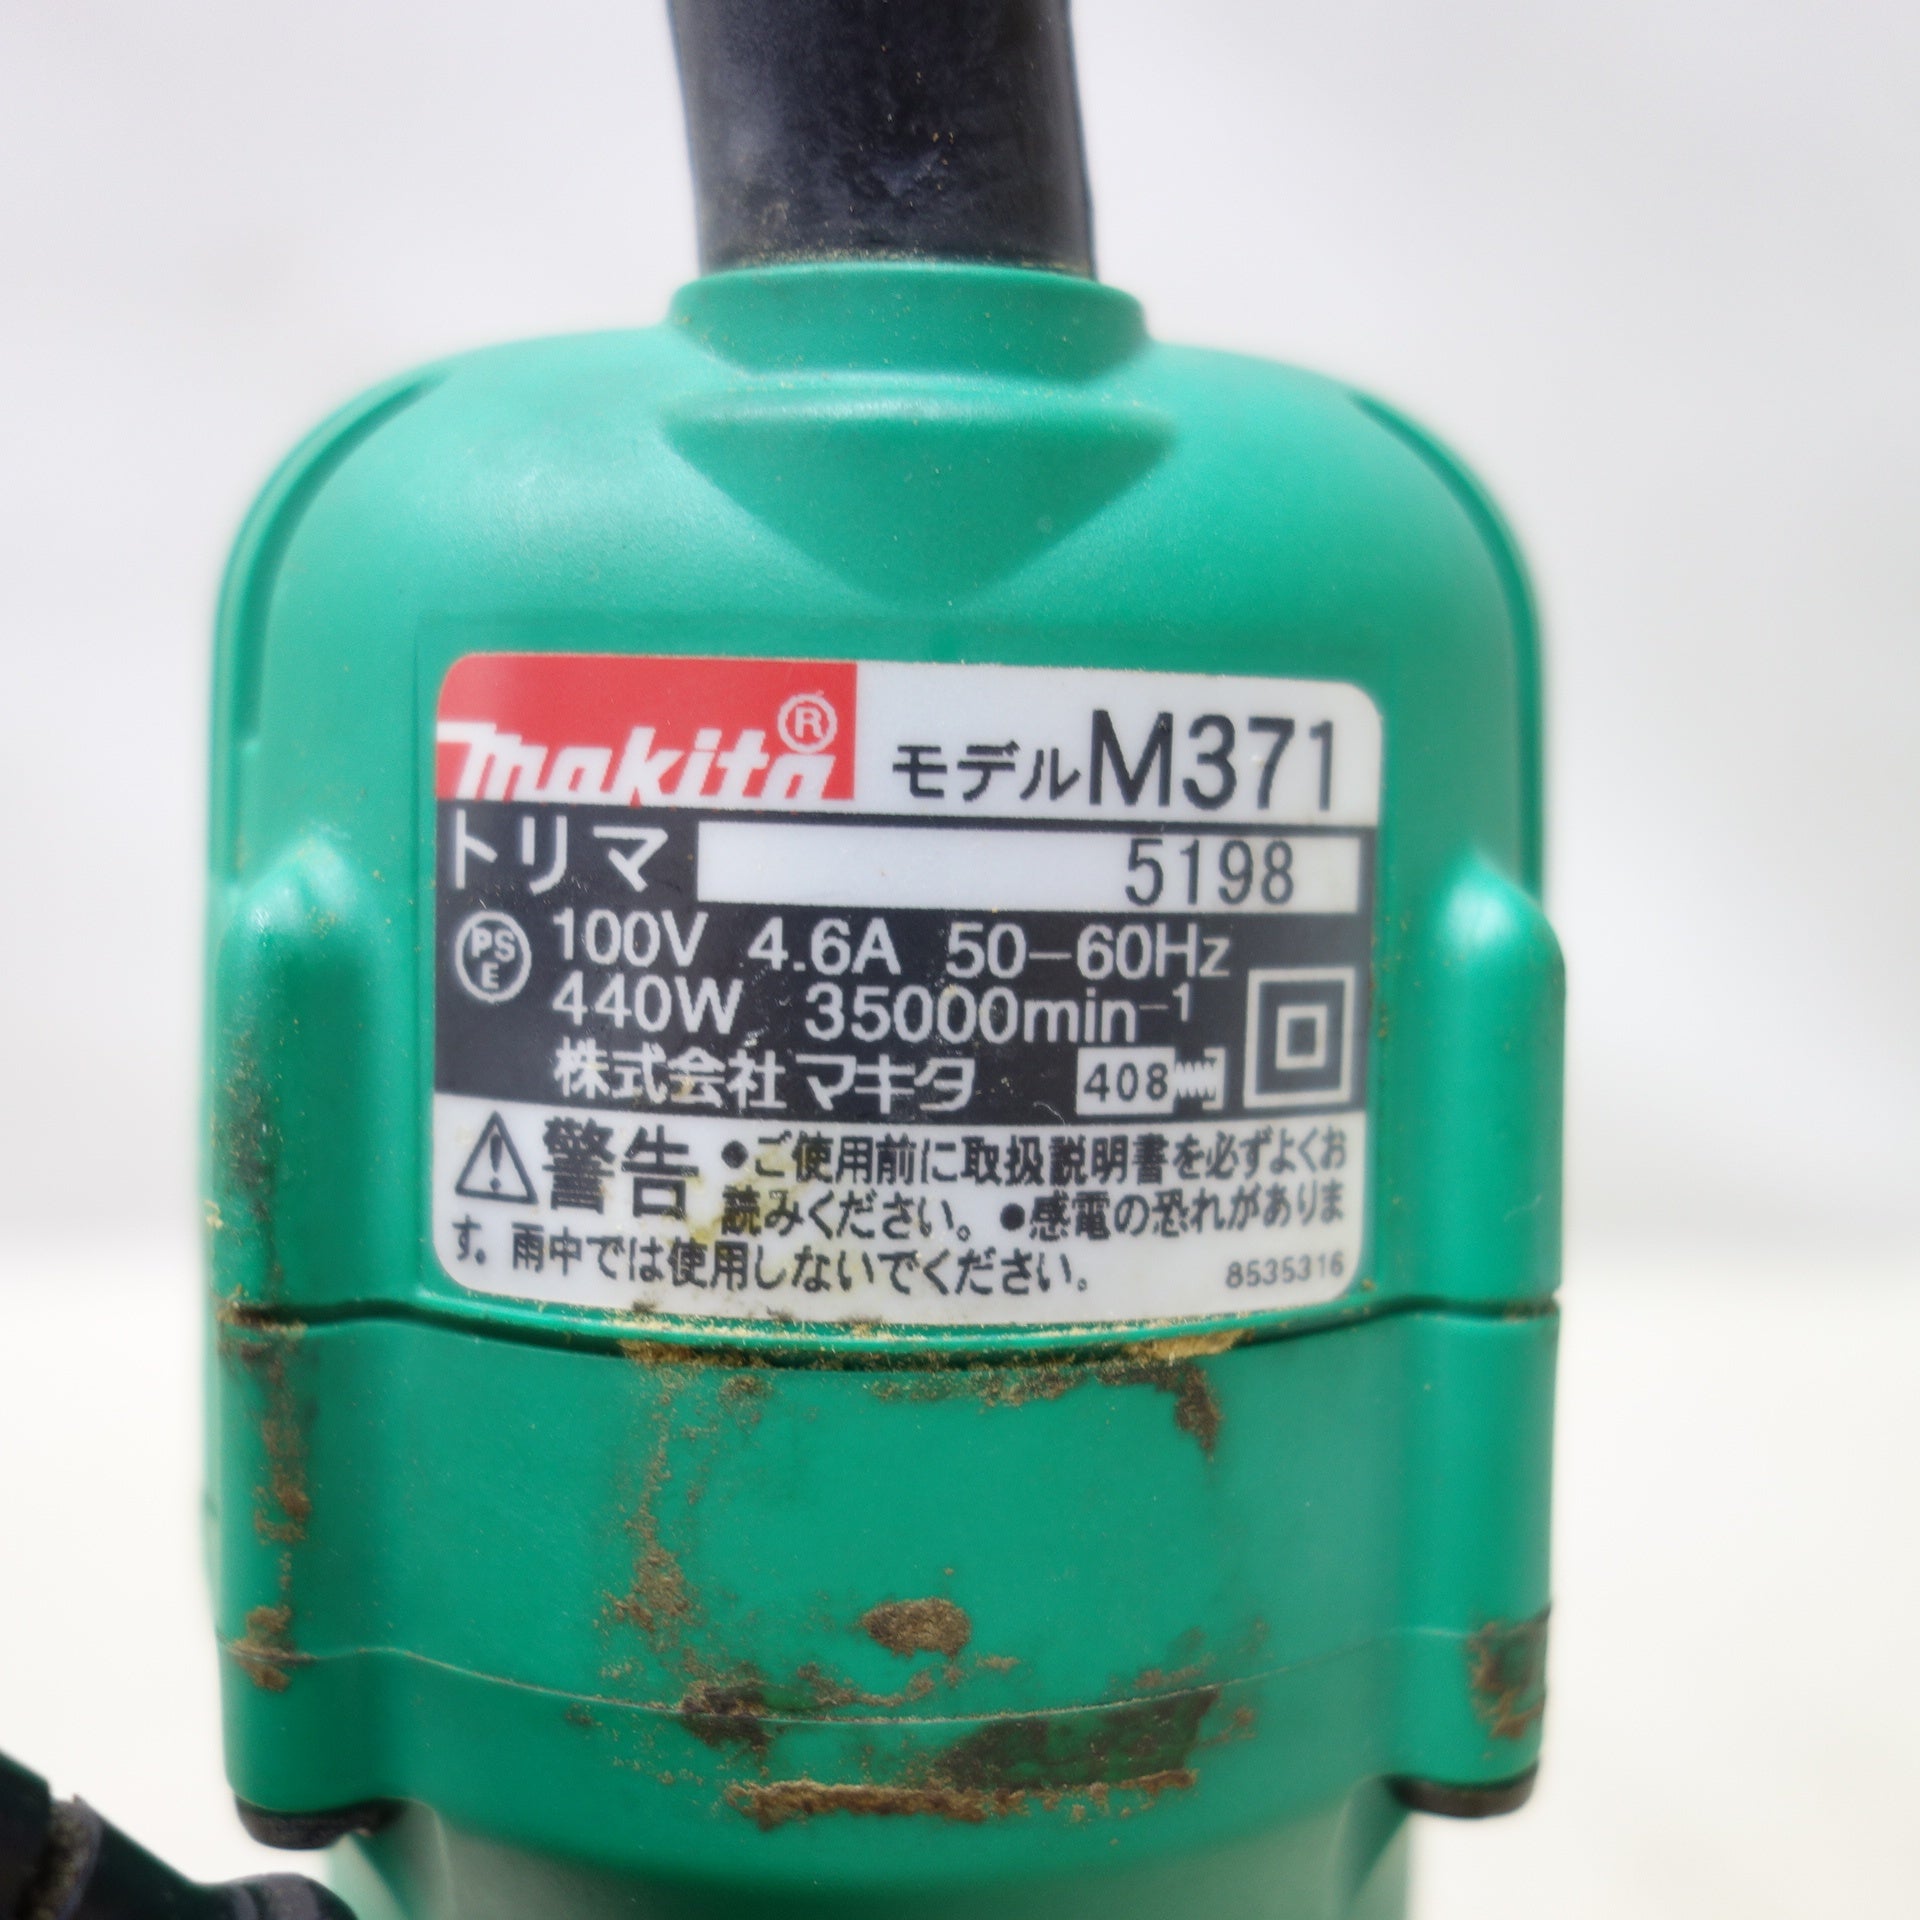 makita®
モデルM371
トリマ 5198
PSE 100V 4.6A 50-60Hz
440W 35000min⁻¹
株式会社マキタ 408
警告 ●ご使用前に取扱説明書を必ずよくお
読みください。●感電の恐れがありま
す。雨中では使用しないでください。 8535316